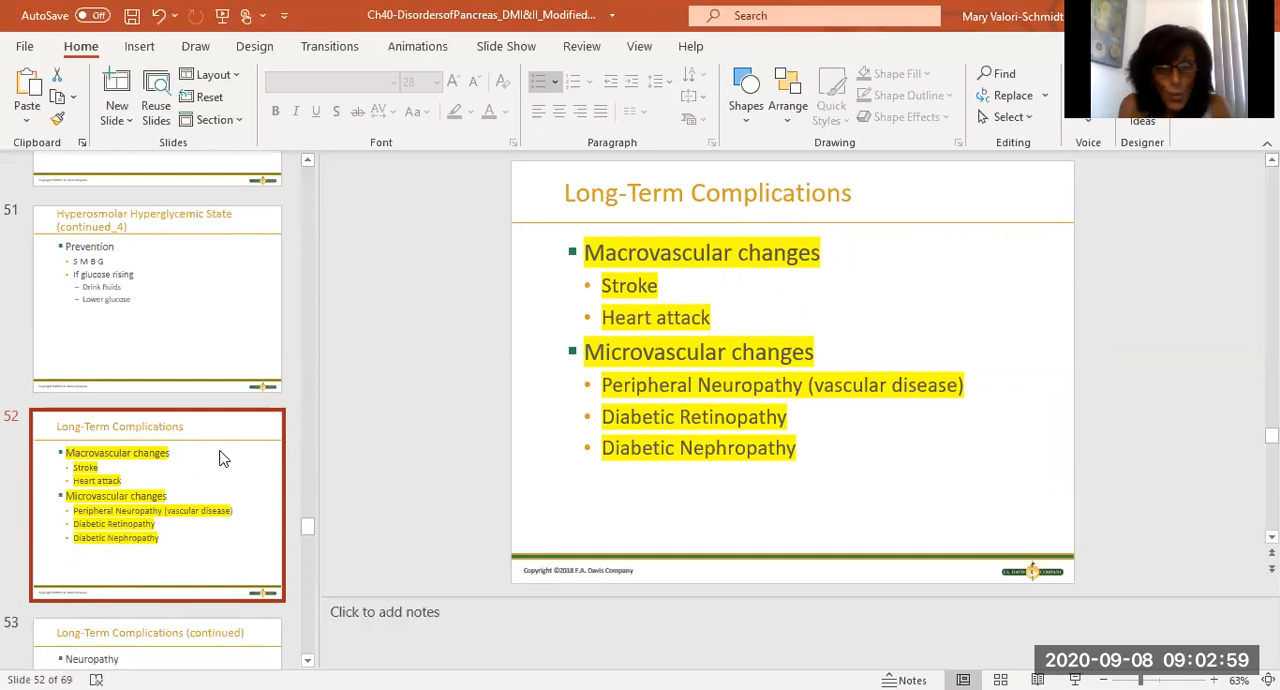 AutoSave Off
Ch40-DisordersofPancreas_DMI&II_Modified...
Search
Mary Valori-Schmidt
File Home Insert Draw Design Transitions Animations Slide Show Review View Help
Paste
New Slide
Reuse Slides
Layout
Reset
Section
28
Shapes
Arrange
Quick Styles
Shape Fill
Shape Outline
Shape Effects
Find
Replace
Select
Ideas
Clipboard
Slides
Font
Paragraph
Drawing
Editing
Voice
Designer
51
Hyperosmolar Hyperglycemic State
(continued_4)
Prevention
S M B G
If glucose rising
– Drink fluids
– Lower glucose
52
Long-Term Complications
Macrovascular changes
Stroke
Heart attack
Microvascular changes
Peripheral Neuropathy (vascular disease)
Diabetic Retinopathy
Diabetic Nephropathy
53
Long-Term Complications (continued)
Neuropathy
Long-Term Complications
Macrovascular changes
Stroke
Heart attack
Microvascular changes
Peripheral Neuropathy (vascular disease)
Diabetic Retinopathy
Diabetic Nephropathy
Copyright ©2018 F.A. Davis Company
F.A. DAVIS COMPANY
Click to add notes
2020-09-08 09:02:59
Slide 52 of 69
Notes
63%